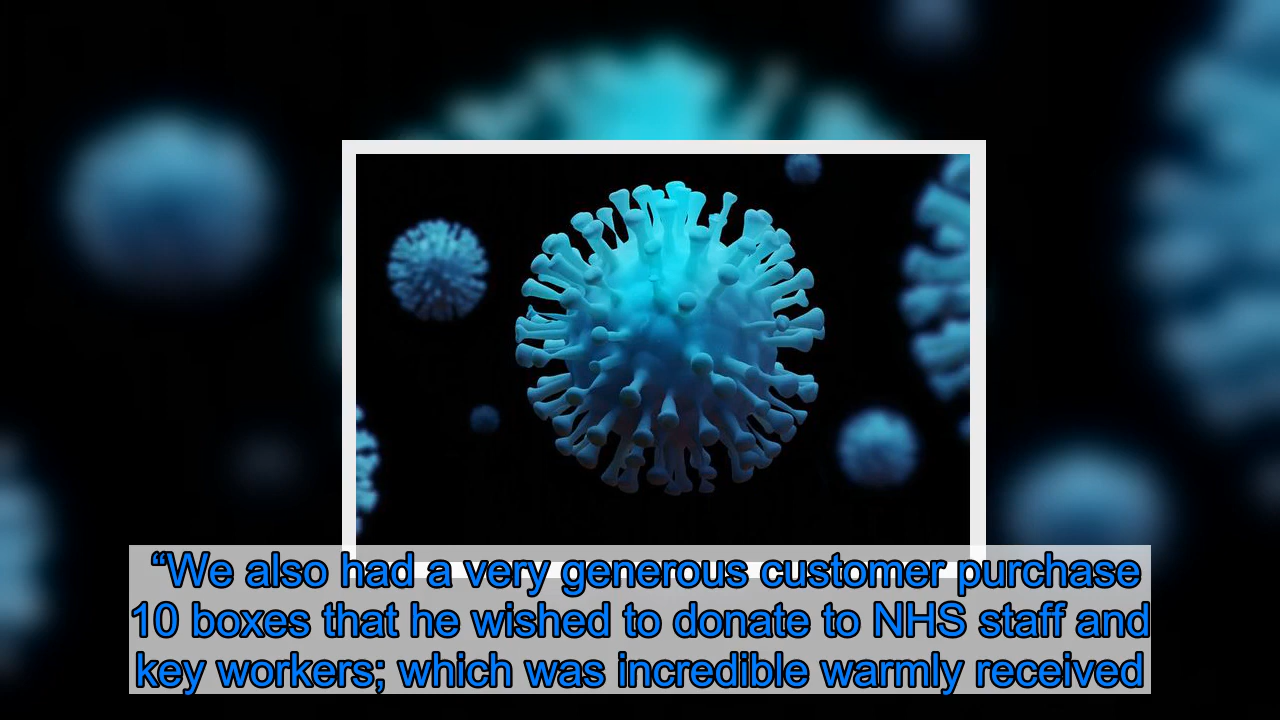 “We also had a very generous customer purchase
10 boxes that he wished to donate to NHS staff and
key workers; which was incredible warmly received